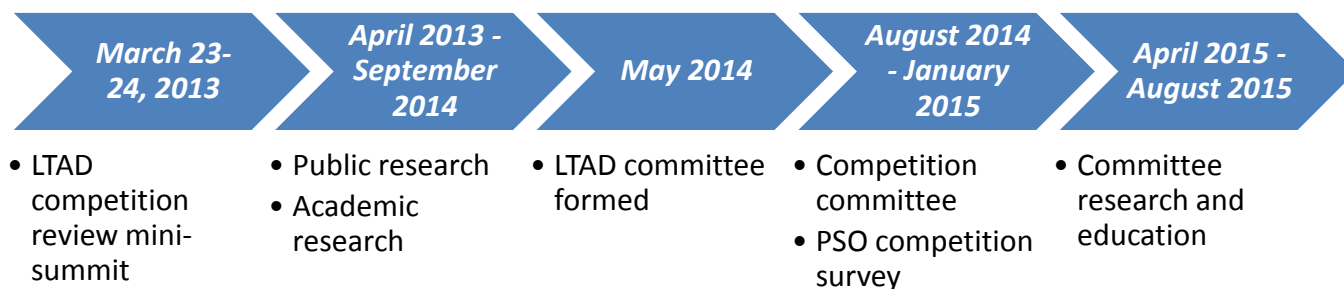 March 23-
24, 2013
April 2013 -
September
2014
May 2014
August 2014
- January
2015
April 2015 -
August 2015
• LTAD
competition
review mini-
summit
• Public research
• Academic
research
• LTAD committee
formed
• Competition
committee
• PSO competition
survey
• Committee
research and
education